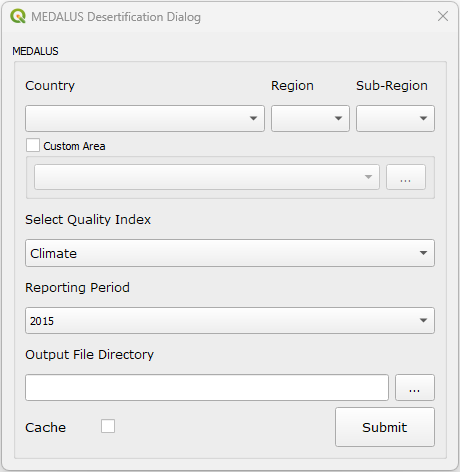 MEDALUS Desertification Dialog
MEDALUS
Country Region Sub-Region
Custom Area
...
Select Quality Index
Climate
Reporting Period
2015
Output File Directory
...
Cache Submit